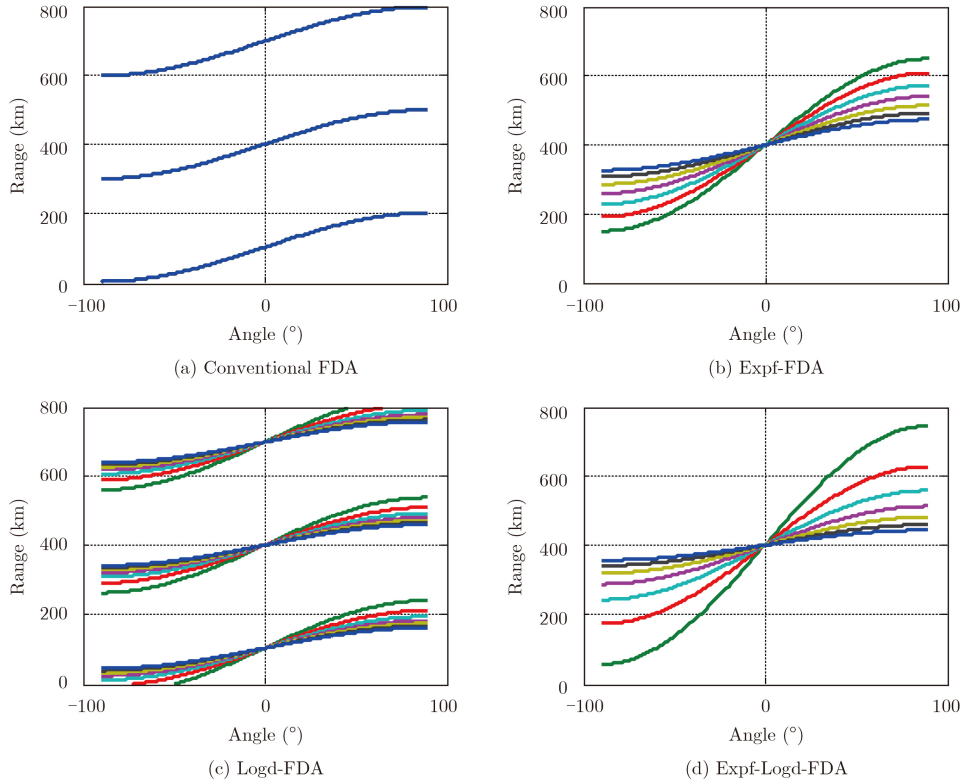 800
600
400
200
0
Range (km)
−100
0
100
Angle (°)
(a) Conventional FDA
800
600
400
200
0
Range (km)
−100
0
100
Angle (°)
(b) Expf-FDA
800
600
400
200
0
Range (km)
−100
0
100
Angle (°)
(c) Logd-FDA
800
600
400
200
0
Range (km)
−100
0
100
Angle (°)
(d) Expf-Logd-FDA